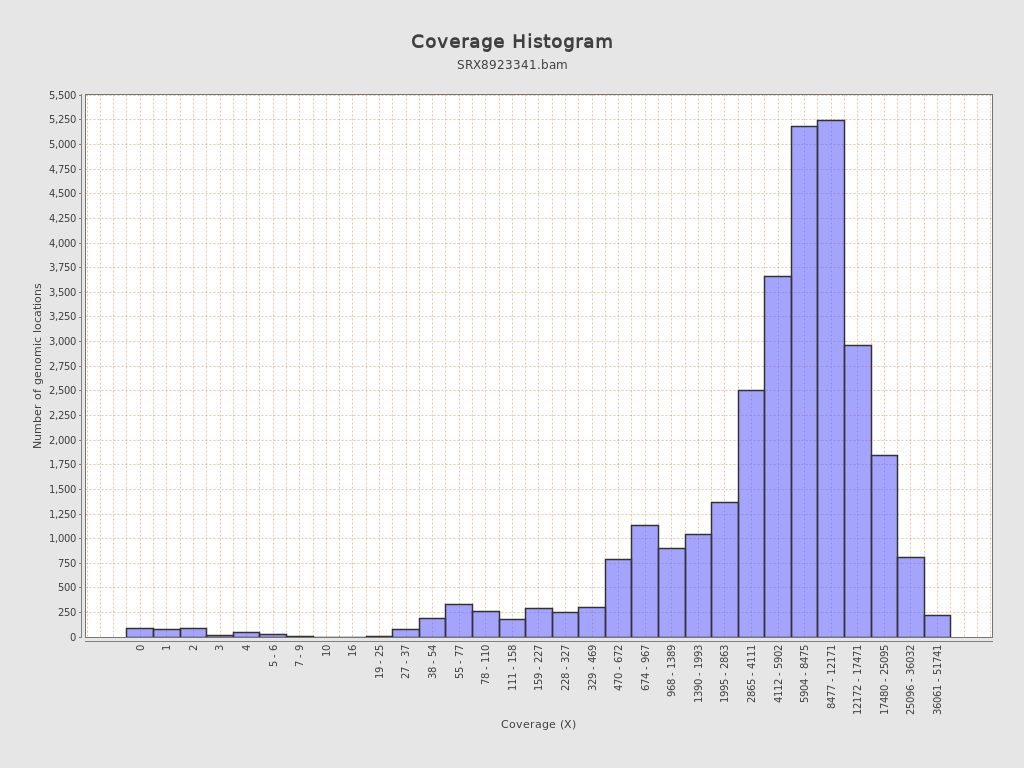 Coverage Histogram
SRX8923341.bam
Number of genomic locations
5,500
5,250
5,000
4,750
4,500
4,250
4,000
3,750
3,500
3,250
3,000
2,750
2,500
2,250
2,000
1,750
1,500
1,250
1,000
750
500
250
0
0
1
2
3
4
5 - 6
7 - 9
10
16
19 - 25
27 - 37
38 - 54
55 - 77
78 - 110
111 - 158
159 - 227
228 - 327
329 - 469
470 - 672
674 - 967
968 - 1389
1390 - 1993
1995 - 2863
2865 - 4111
4112 - 5902
5904 - 8475
8477 - 12171
12172 - 17471
17480 - 25095
25096 - 36032
36061 - 51741
Coverage (X)